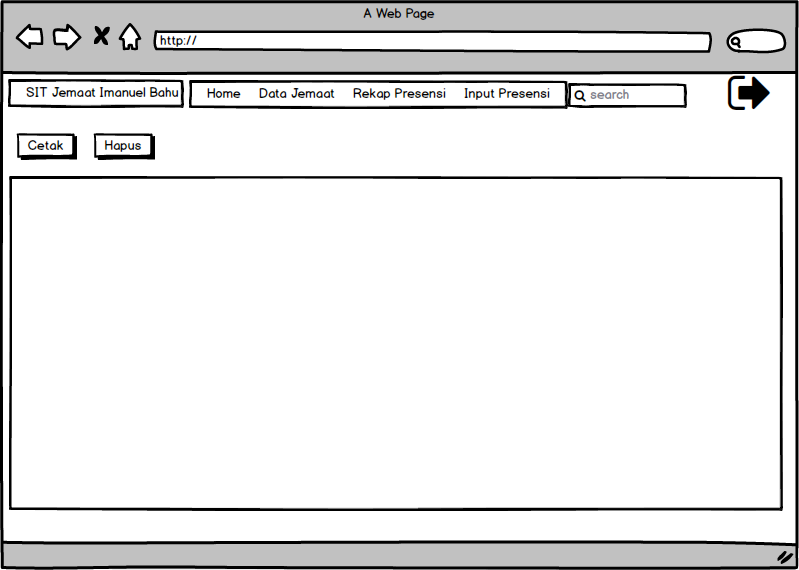 A Web Page
http://
SIT Jemaat Imanuel Bahu
Home Data Jemaat Rekap Presensi Input Presensi
search
Cetak Hapus